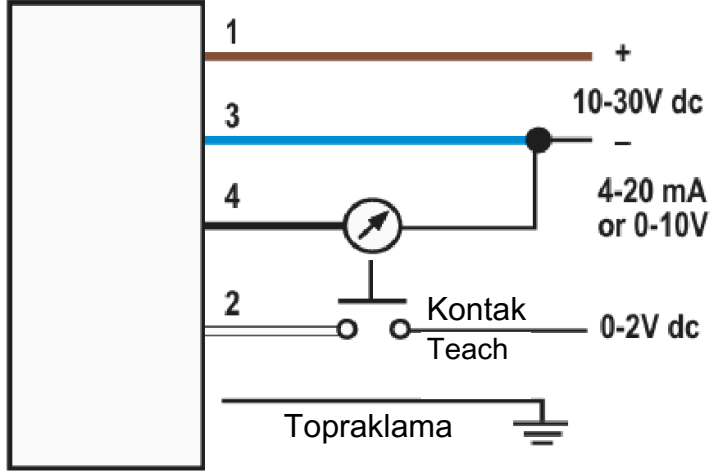 1
+
10-30V dc
3
–
4-20 mA
or 0-10V
4
2
Kontak
Teach
0-2V dc
Topraklama